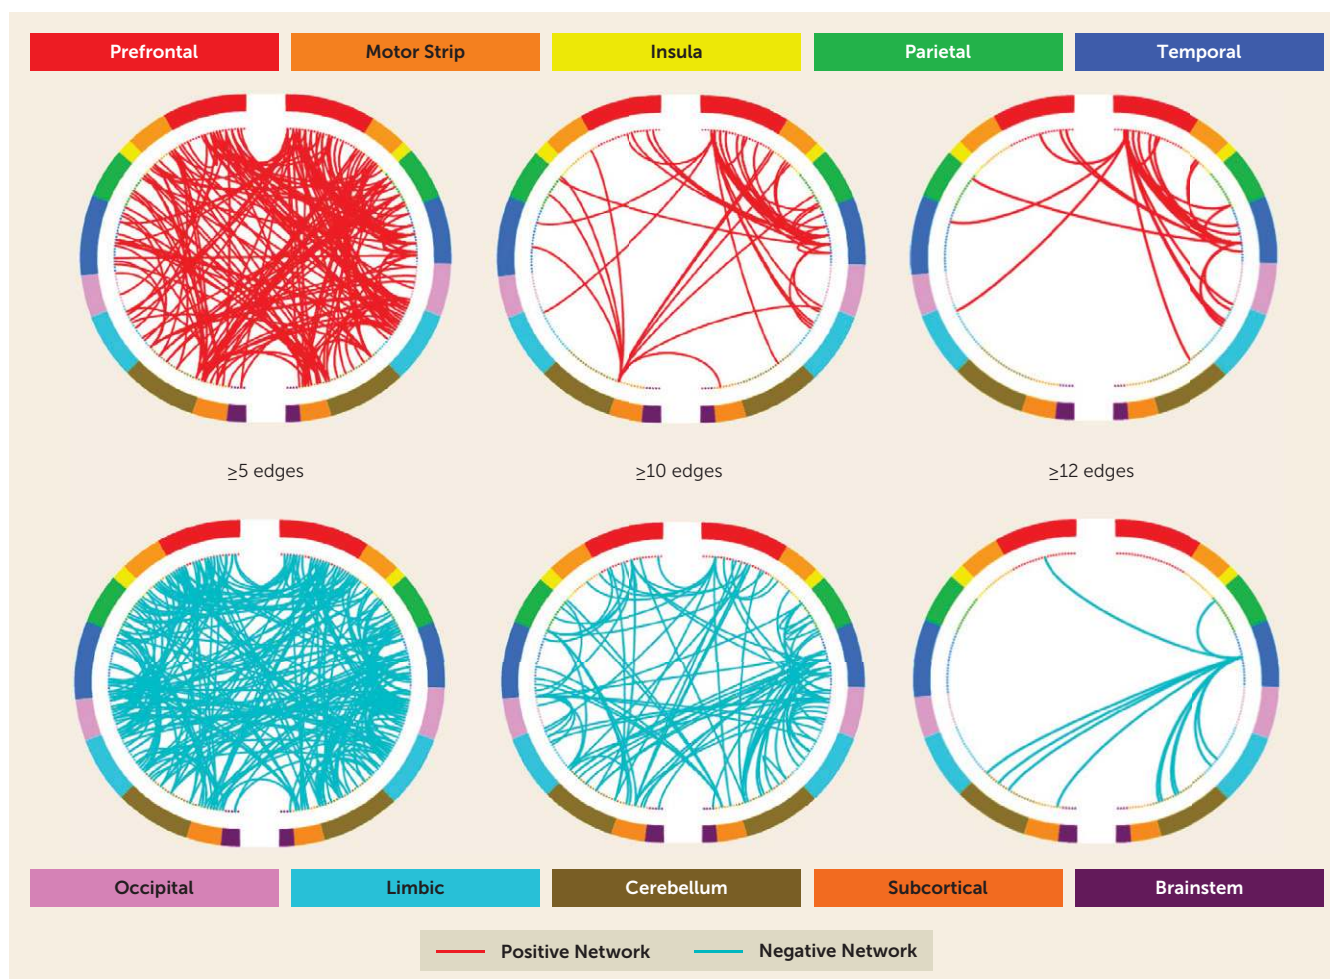 Prefrontal Motor Strip Insula Parietal Temporal
≥5 edges ≥10 edges ≥12 edges
Occipital Limbic Cerebellum Subcortical Brainstem
Positive Network Negative Network